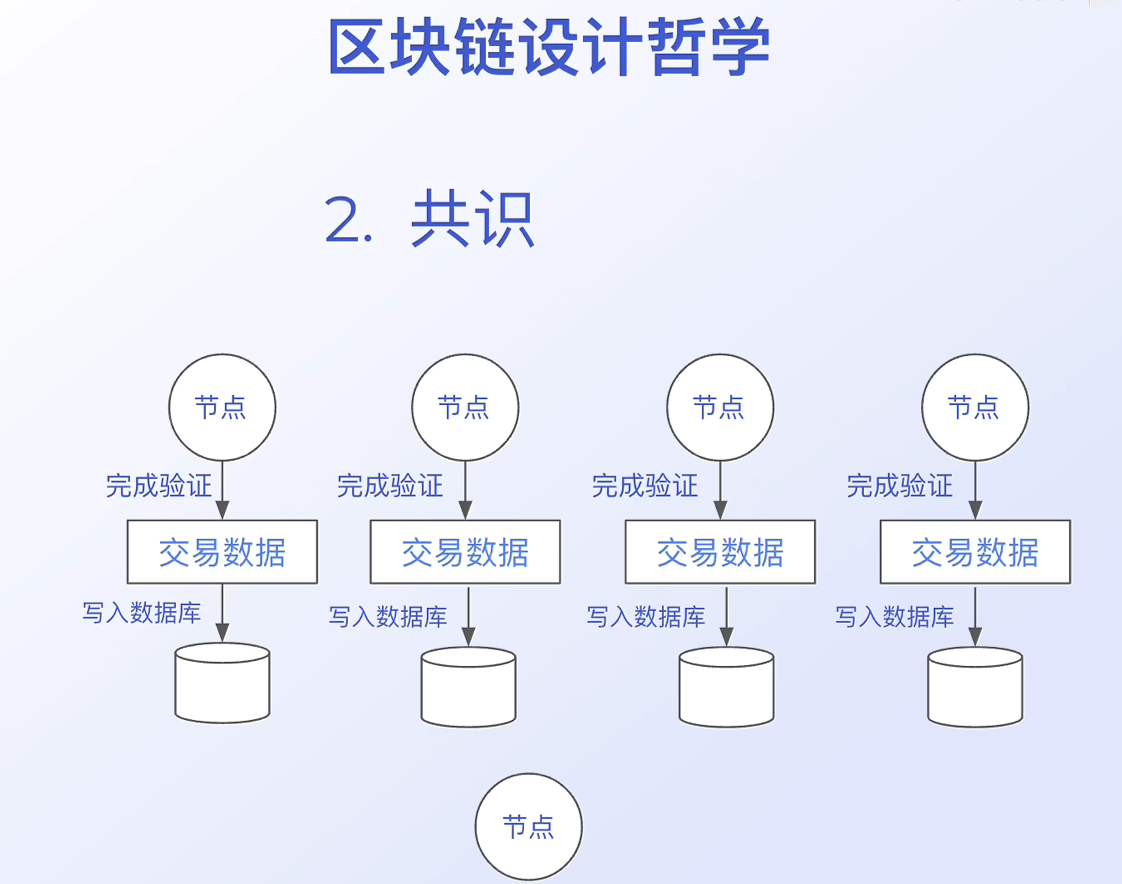 区块链设计哲学
2. 共识
节点 节点 节点 节点
完成验证 完成验证 完成验证 完成验证
交易数据 交易数据 交易数据 交易数据
写入数据库 写入数据库 写入数据库 写入数据库
节点